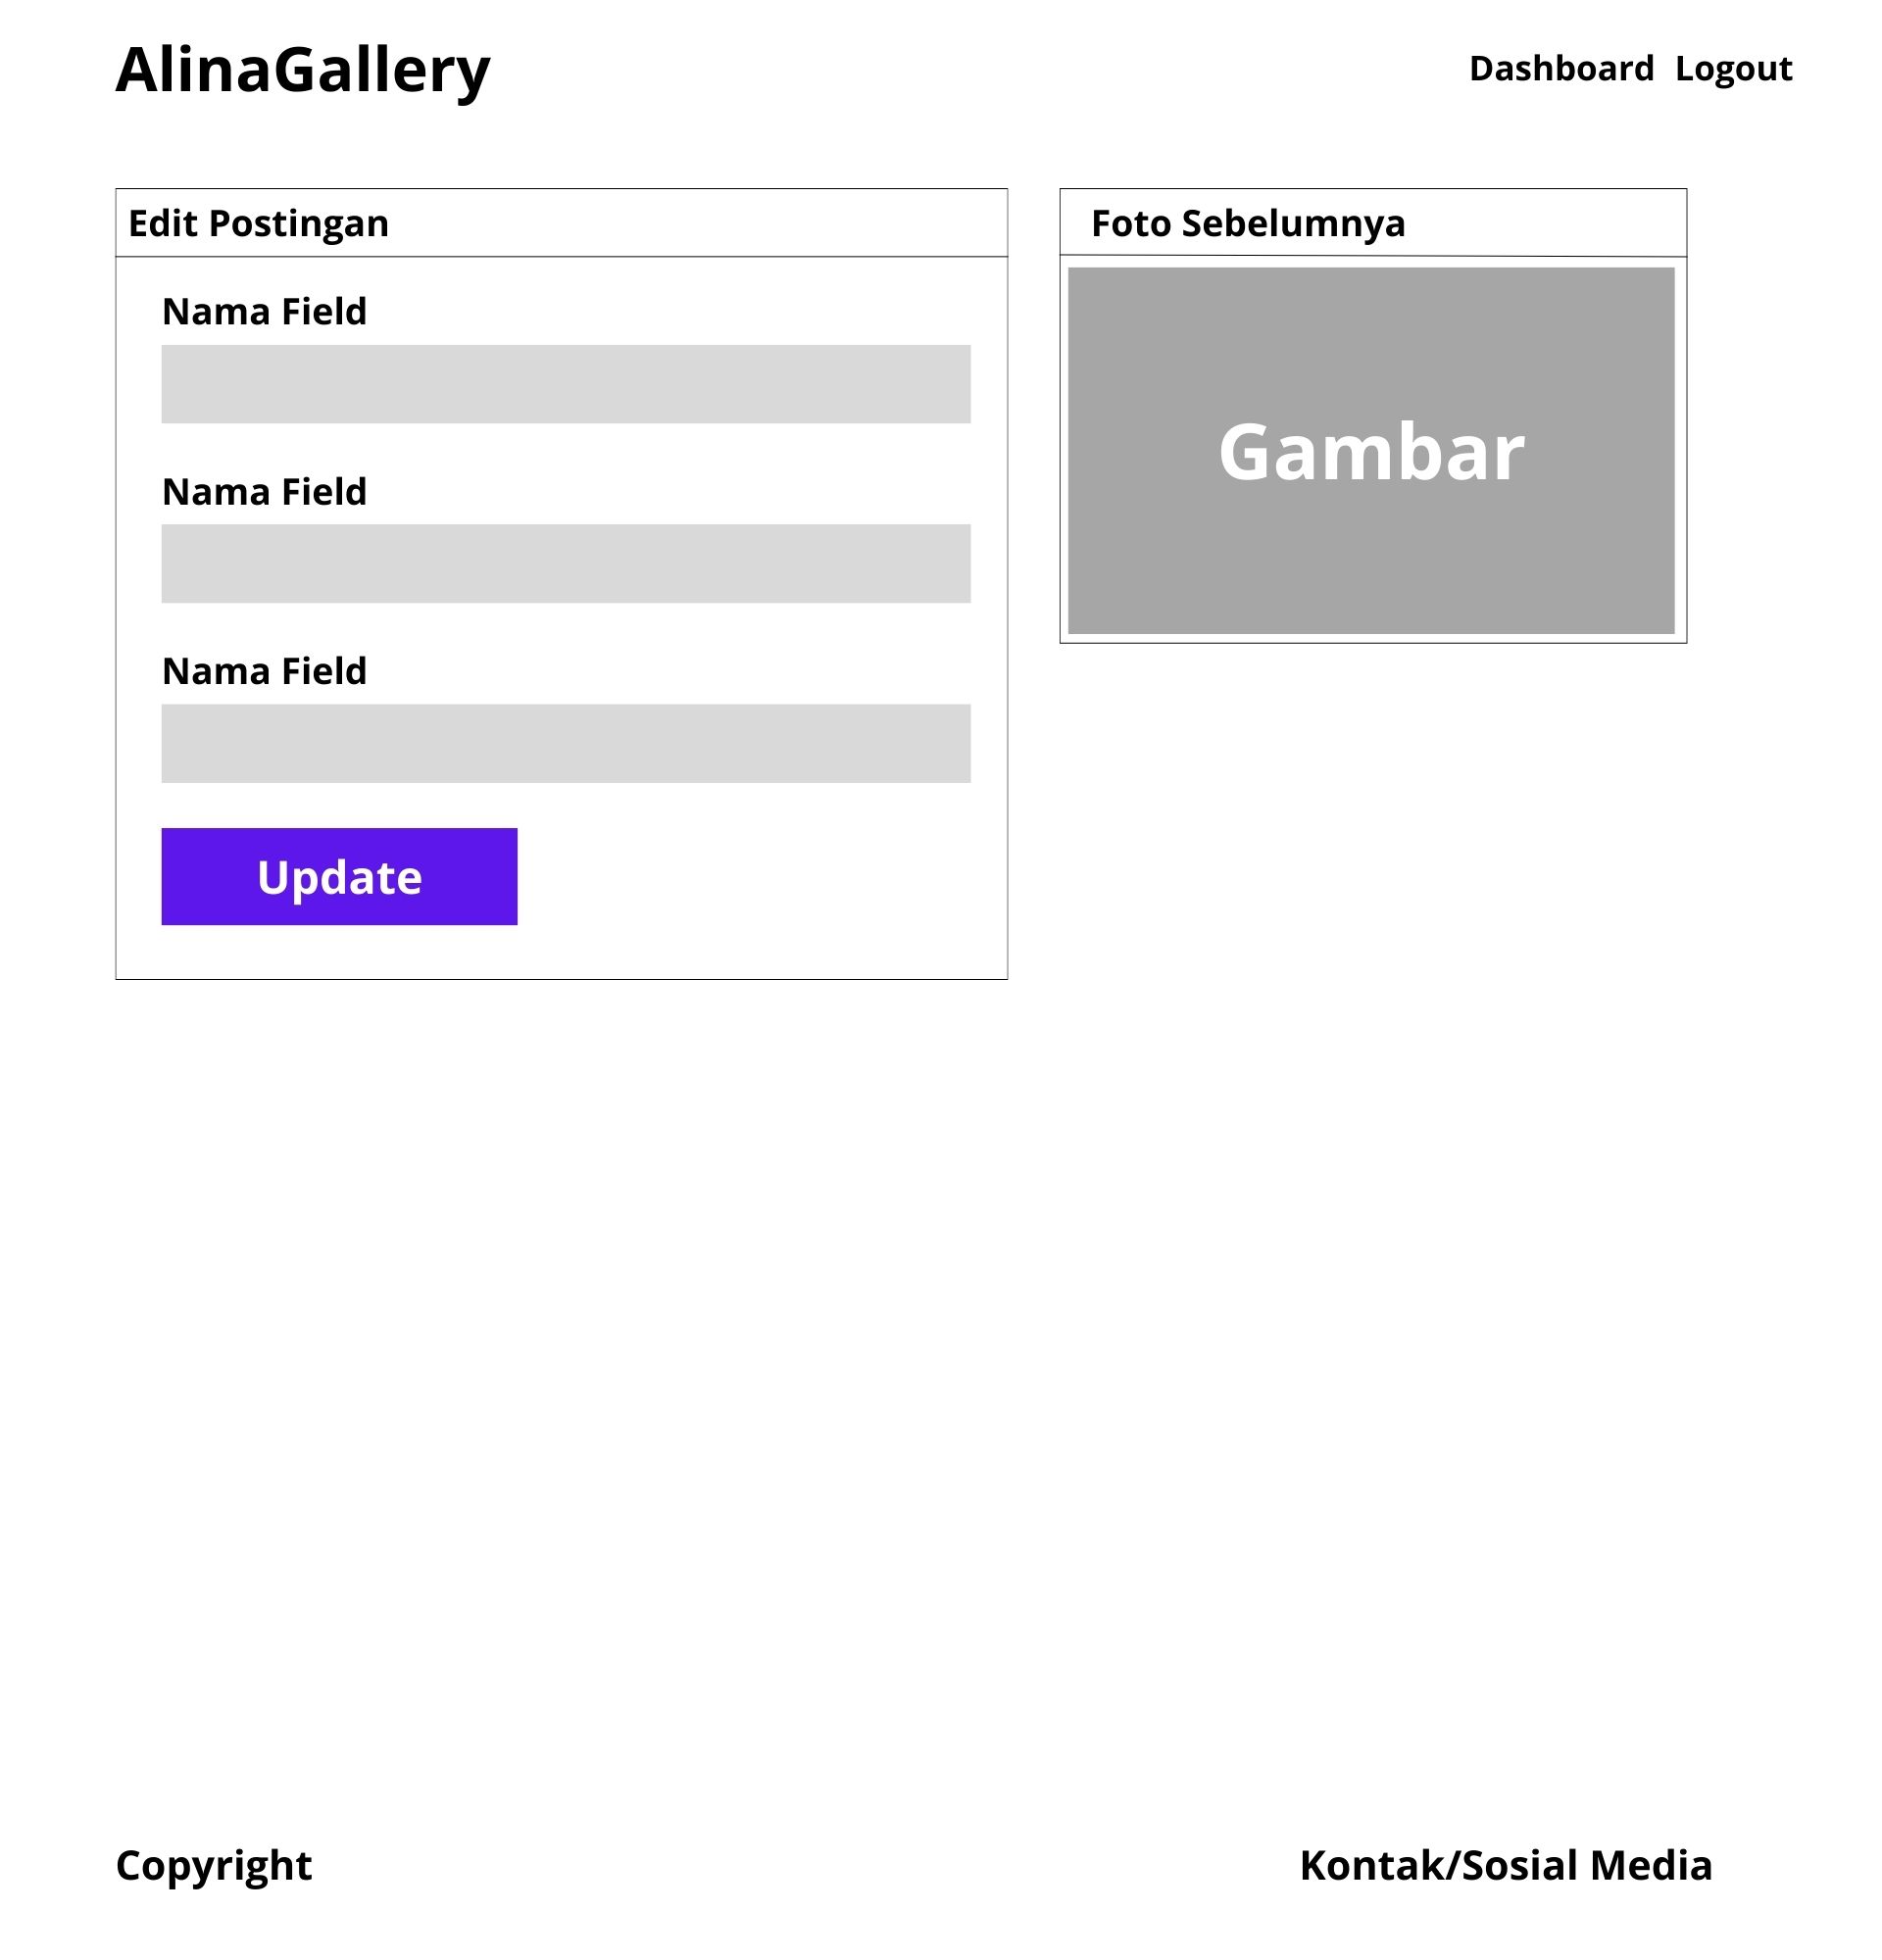 AlinaGallery
Dashboard Logout
Edit Postingan
Nama Field
Nama Field
Nama Field
Update
Foto Sebelumnya
Gambar
Copyright
Kontak/Sosial Media